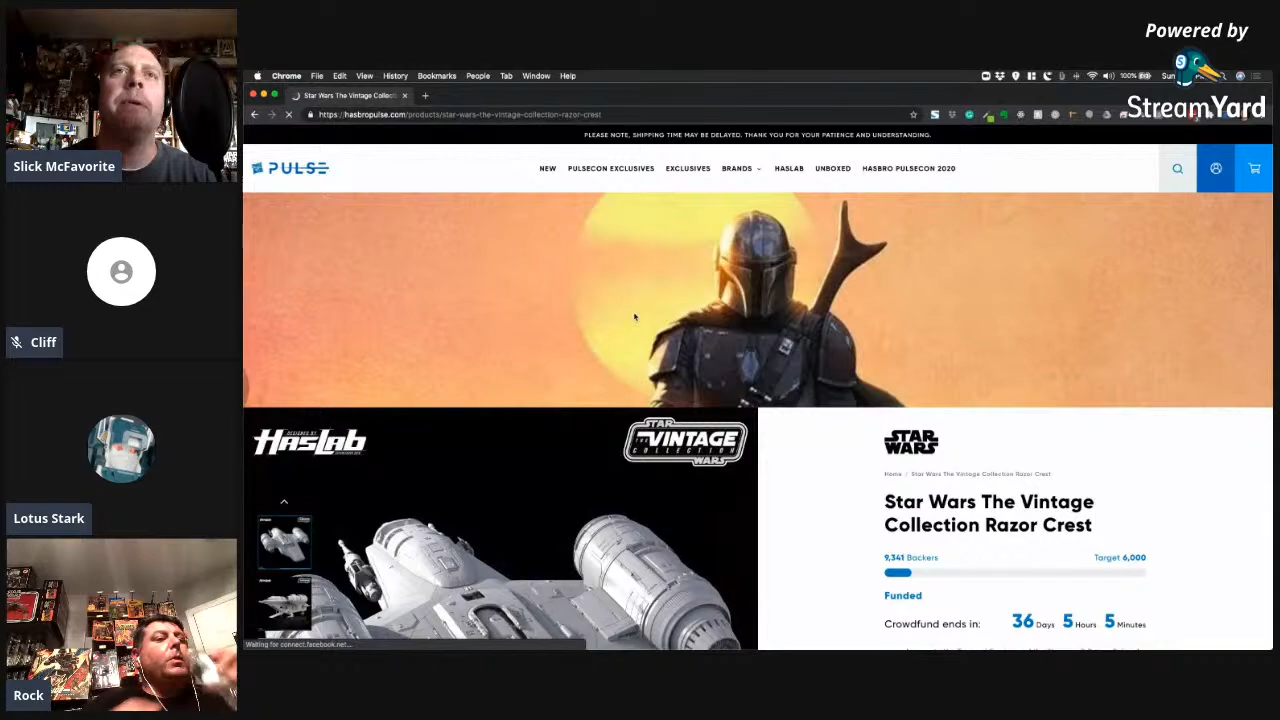 Powered by
StreamYard
Slick McFavorite
Cliff
Lotus Stark
Rock
Chrome File Edit View History Bookmarks People Tab Window Help
100%
Sun
Star Wars The Vintage Collect
https://hasbropulse.com/products/star-wars-the-vintage-collection-razor-crest
PLEASE NOTE, SHIPPING TIME MAY BE DELAYED. THANK YOU FOR YOUR PATIENCE AND UNDERSTANDING.
PULSE
NEW PULSECON EXCLUSIVES EXCLUSIVES BRANDS HASLAB UNBOXED HASBRO PULSECON 2020
HasLab
STAR
THE VINTAGE
COLLECTION
WARS
STAR
WARS
Home / Star Wars The Vintage Collection Razor Crest
Star Wars The Vintage
Collection Razor Crest
9,341 Backers Target 6,000
Funded
Crowdfund ends in: 36 Days 5 Hours 5 Minutes
Waiting for connect.facebook.net...